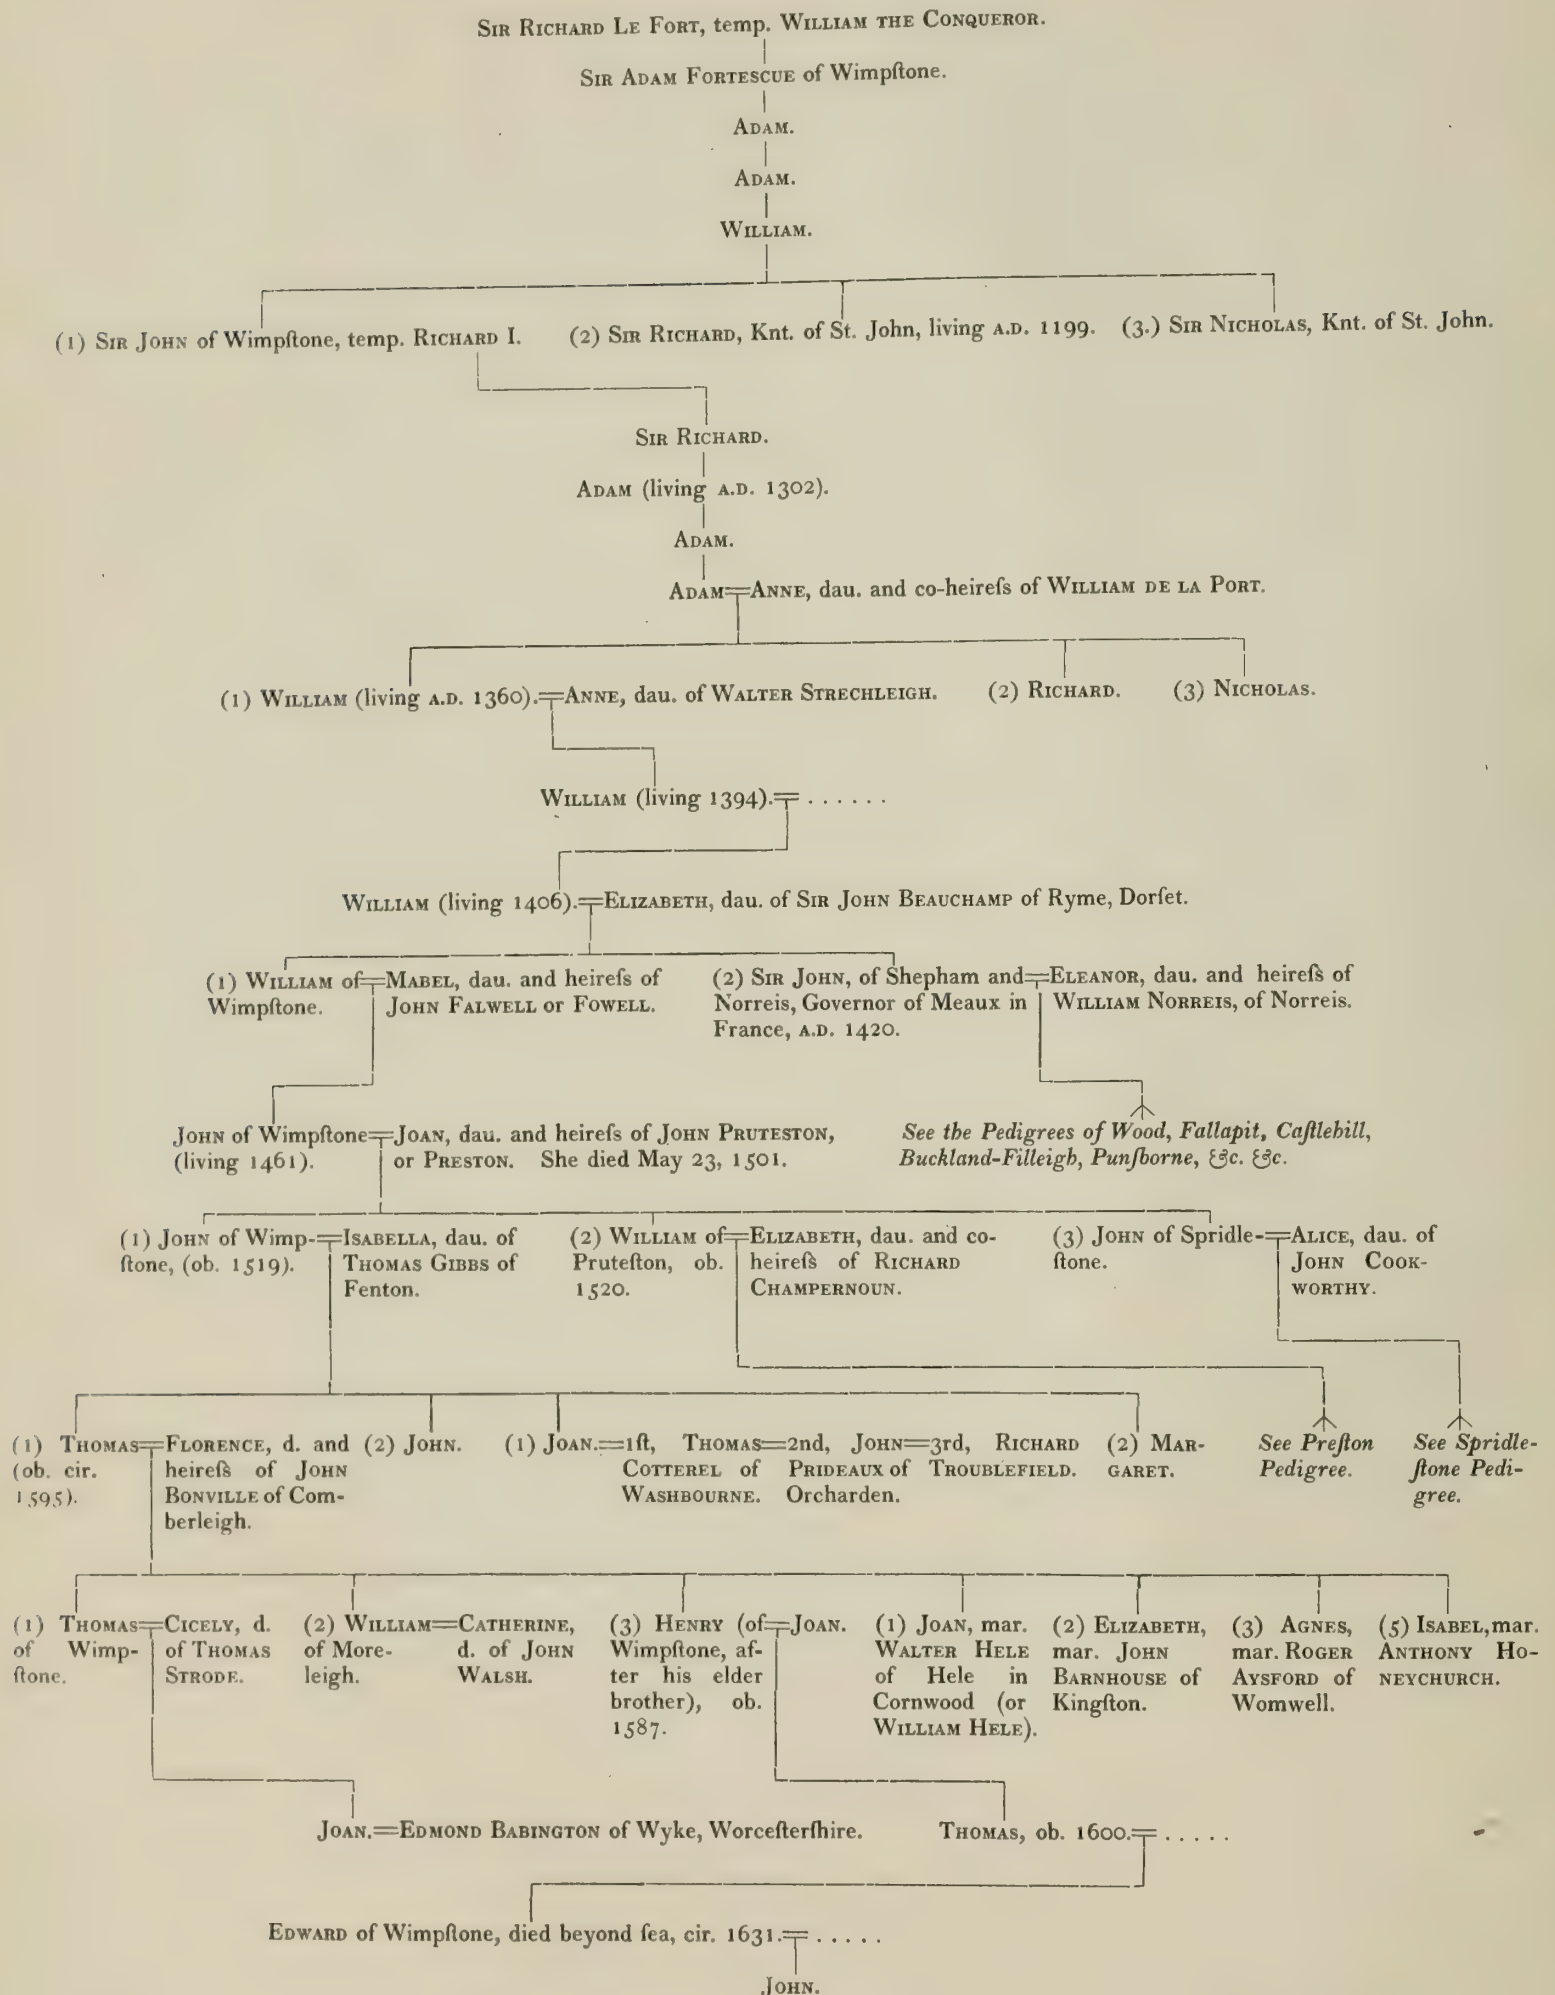 SIR RICHARD LE FORT, temp. WILLIAM THE CONQUEROR.
SIR ADAM FORTESCUE of Wimpſtone.
ADAM.
ADAM.
WILLIAM.
(1) SIR JOHN of Wimpſtone, temp. RICHARD I.
(2) SIR RICHARD, Knt. of St. John, living A.D. 1199.
(3.) SIR NICHOLAS, Knt. of St. John.
SIR RICHARD.
ADAM (living A.D. 1302).
ADAM.
ADAM=ANNE, dau. and co-heireſs of WILLIAM DE LA PORT.
(1) WILLIAM (living A.D. 1360).=ANNE, dau. of WALTER STRECHLEIGH.
(2) RICHARD.
(3) NICHOLAS.
WILLIAM (living 1394).= . . . . . .
WILLIAM (living 1406).=ELIZABETH, dau. of SIR JOHN BEAUCHAMP of Ryme, Dorſet.
(1) WILLIAM of=
Wimpſtone.
MABEL, dau. and heireſs of
JOHN FALWELL or FOWELL.
(2) SIR JOHN, of Shepham and=
Norreis, Governor of Meaux in
France, A.D. 1420.
ELEANOR, dau. and heireſs of
WILLIAM NORREIS, of Norreis.
JOHN of Wimpſtone=
(living 1461).
JOAN, dau. and heireſs of JOHN PRUTESTON,
or PRESTON. She died May 23, 1501.
See the Pedigrees of Wood, Fallapit, Caſtlehill,
Buckland-Filleigh, Punſborne, &c. &c.
(1) JOHN of Wimp-=
ſtone, (ob. 1519).
ISABELLA, dau. of
THOMAS GIBBS of
Fenton.
(2) WILLIAM of=
Pruteſton, ob.
1520.
ELIZABETH, dau. and co-
heireſs of RICHARD
CHAMPERNOUN.
(3) JOHN of Spridle-=
ſtone.
ALICE, dau. of
JOHN COOK-
WORTHY.
(1) THOMAS=
(ob. cir.
1595).
FLORENCE, d. and
heireſs of JOHN
BONVILLE of Com-
berleigh.
(2) JOHN.
(1) JOAN.=
1ſt, THOMAS=
COTTEREL of
WASHBOURNE.
2nd, JOHN=
PRIDEAUX of
Orcharden.
3rd, RICHARD
TROUBLEFIELD.
(2) MAR-
GARET.
See Preſton
Pedigree.
See Spridle-
ſtone Pedi-
gree.
(1) THOMAS=
of Wimp-
ſtone.
CICELY, d.
of THOMAS
STRODE.
(2) WILLIAM=
of More-
leigh.
CATHERINE,
d. of JOHN
WALSH.
(3) HENRY (of=JOAN.
Wimpſtone, af-
ter his elder
brother), ob.
1587.
(1) JOAN, mar.
WALTER HELE
of Hele in
Cornwood (or
WILLIAM HELE).
(2) ELIZABETH,
mar. JOHN
BARNHOUSE of
Kingſton.
(3) AGNES,
mar. ROGER
AYSFORD of
Womwell.
(5) ISABEL, mar.
ANTHONY HO-
NEYCHURCH.
JOAN.=EDMOND BABINGTON of Wyke, Worceſterſhire.
THOMAS, ob. 1600.= . . . . .
EDWARD of Wimpſtone, died beyond ſea, cir. 1631.= . . . . .
JOHN.